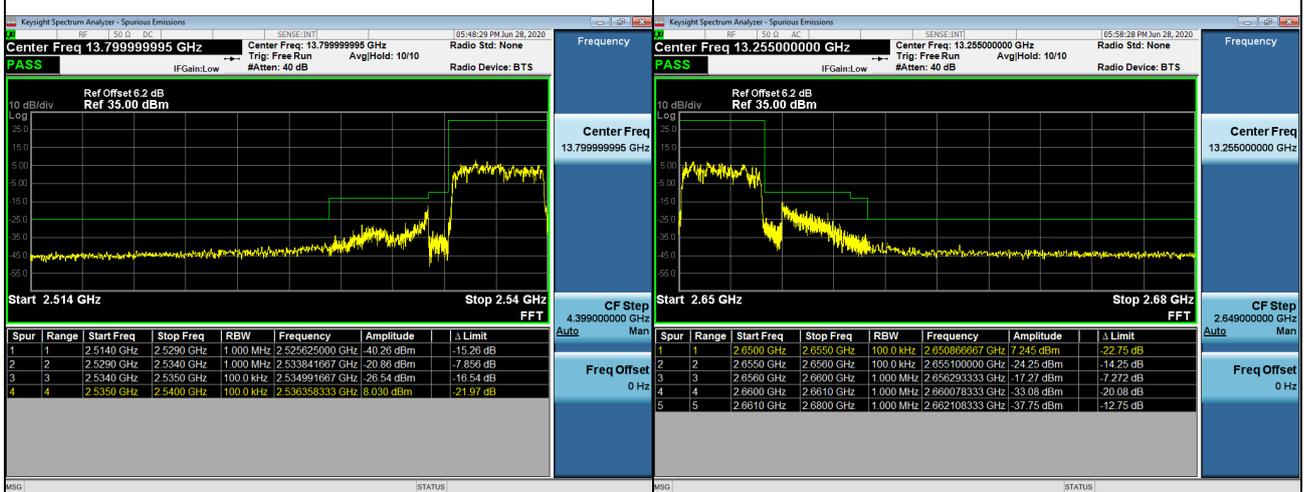 Keysight Spectrum Analyzer - Spurious Emissions
RF 50 Ω DC SENSE:INT 05:48:29 PM Jun 28, 2020
Center Freq 13.799999995 GHz
Center Freq: 13.799999995 GHz Radio Std: None
Trig: Free Run Avg|Hold: 10/10
PASS IFGain:Low #Atten: 40 dB Radio Device: BTS
Ref Offset 6.2 dB
10 dB/div Ref 35.00 dBm
Log
25.0
15.0
5.00
-5.00
-15.0
-25.0
-35.0
-45.0
-55.0
Start 2.514 GHz Stop 2.54 GHz
FFT
Spur Range Start Freq Stop Freq RBW Frequency Amplitude Δ Limit
1 1 2.5140 GHz 2.5290 GHz 1.000 MHz 2.525625000 GHz -40.26 dBm -15.26 dB
2 2 2.5290 GHz 2.5340 GHz 1.000 MHz 2.533841667 GHz -20.86 dBm -7.856 dB
3 3 2.5340 GHz 2.5350 GHz 100.0 kHz 2.534991667 GHz -26.54 dBm -16.54 dB
4 4 2.5350 GHz 2.5400 GHz 100.0 kHz 2.536358333 GHz 8.030 dBm -21.97 dB
Frequency
Center Freq
13.799999995 GHz
CF Step
4.399000000 GHz
Auto Man
Freq Offset
0 Hz
MSG STATUS
Keysight Spectrum Analyzer - Spurious Emissions
RF 50 Ω AC SENSE:INT 05:58:28 PM Jun 28, 2020
Center Freq 13.255000000 GHz
Center Freq: 13.255000000 GHz Radio Std: None
Trig: Free Run Avg|Hold: 10/10
PASS IFGain:Low #Atten: 40 dB Radio Device: BTS
Ref Offset 6.2 dB
10 dB/div Ref 35.00 dBm
Log
25.0
15.0
5.00
-5.00
-15.0
-25.0
-35.0
-45.0
-55.0
Start 2.65 GHz Stop 2.68 GHz
FFT
Spur Range Start Freq Stop Freq RBW Frequency Amplitude Δ Limit
1 1 2.6500 GHz 2.6550 GHz 100.0 kHz 2.650866667 GHz 7.245 dBm -22.75 dB
2 2 2.6550 GHz 2.6560 GHz 100.0 kHz 2.655100000 GHz -24.25 dBm -14.25 dB
3 3 2.6560 GHz 2.6600 GHz 1.000 MHz 2.656293333 GHz -17.27 dBm -7.272 dB
4 4 2.6600 GHz 2.6610 GHz 1.000 MHz 2.660078333 GHz -33.08 dBm -20.08 dB
5 5 2.6610 GHz 2.6800 GHz 1.000 MHz 2.662108333 GHz -37.75 dBm -12.75 dB
Frequency
Center Freq
13.255000000 GHz
CF Step
2.649000000 GHz
Auto Man
Freq Offset
0 Hz
MSG STATUS